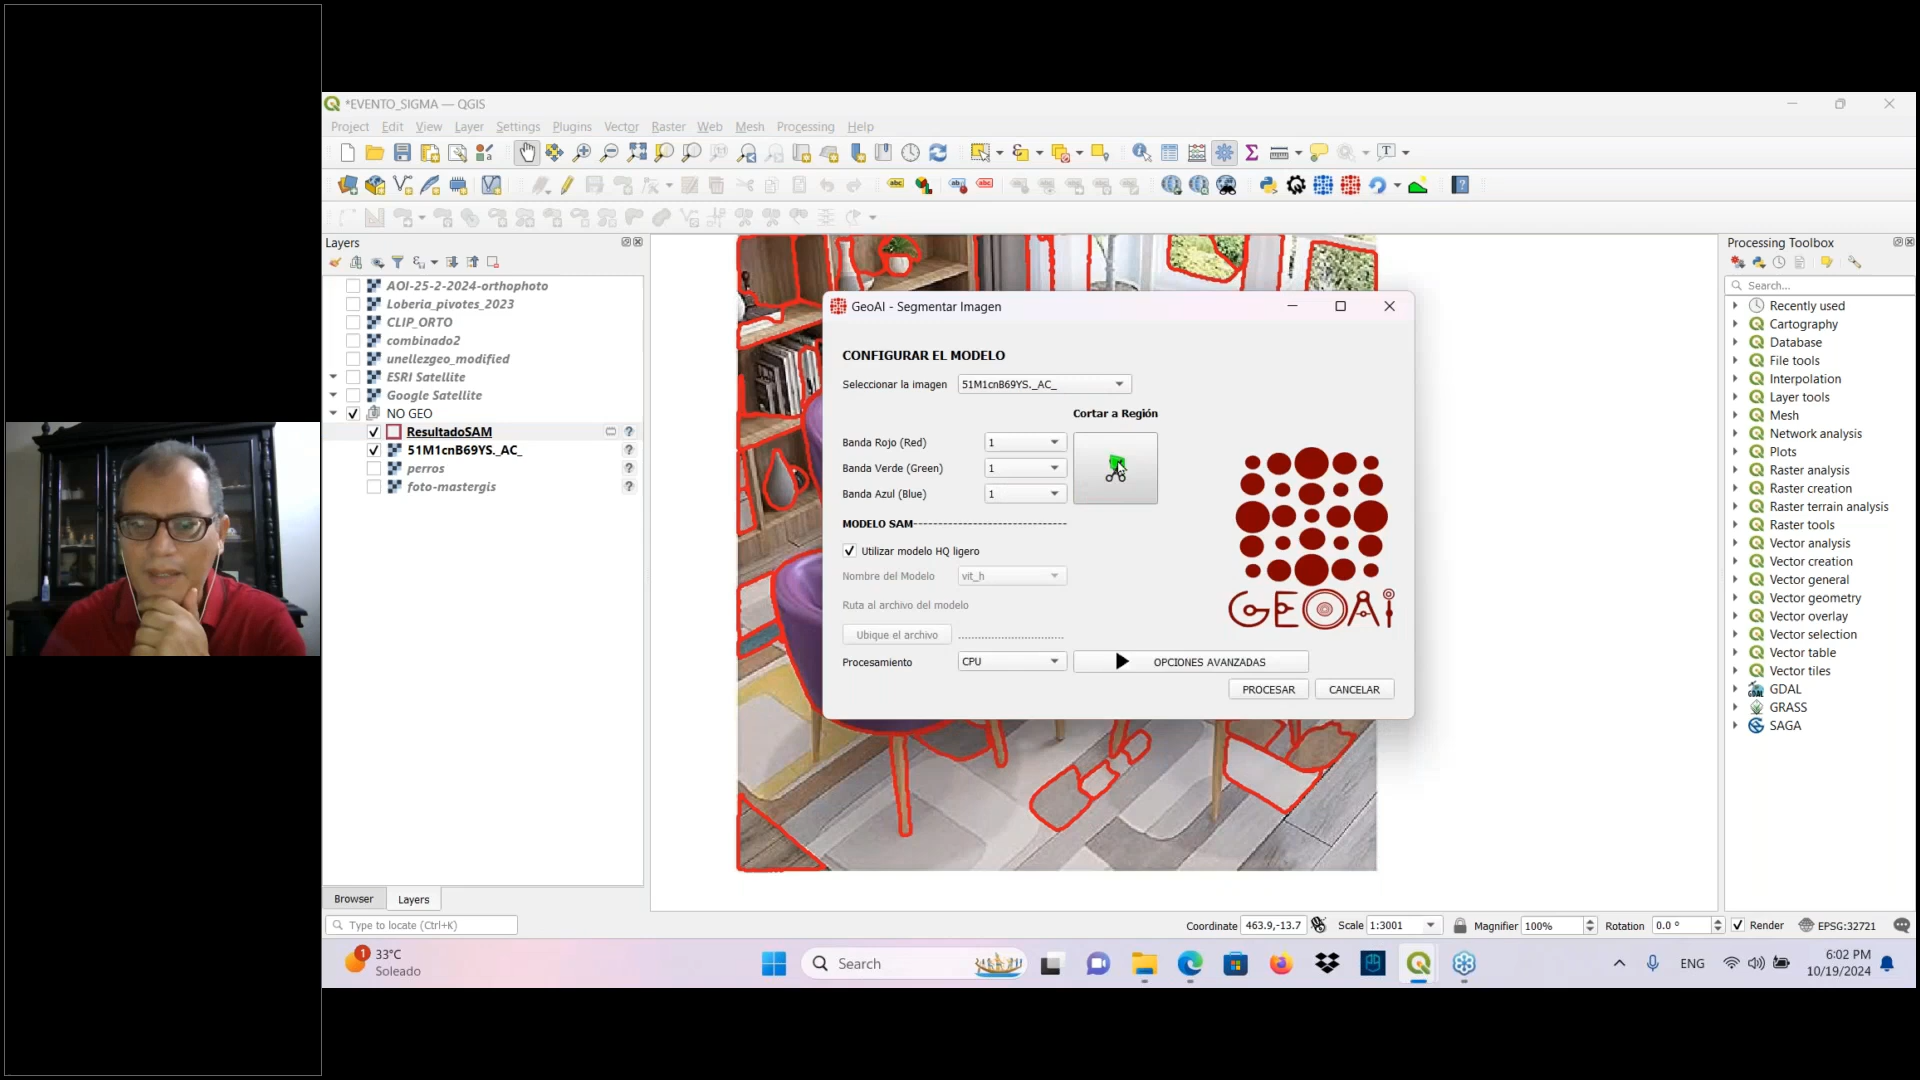 *EVENTO_SIGMA — QGIS
Project Edit View Layer Settings Plugins Vector Raster Web Mesh Processing Help
Layers
AOI-25-2-2024-orthophoto
Loberia_pivotes_2023
CLIP_ORTO
combinado2
unellezgeo_modified
ESRI Satellite
Google Satellite
NO GEO
ResultadoSAM
51M1cnB69YS._AC_
perros
foto-mastergis
Browser Layers
Type to locate (Ctrl+K)
GeoAI - Segmentar Imagen
CONFIGURAR EL MODELO
Seleccionar la imagen 51M1cnB69YS._AC_
Cortar a Región
Banda Rojo (Red) 1
Banda Verde (Green) 1
Banda Azul (Blue) 1
MODELO SAM------------------------------
Utilizar modelo HQ ligero
Nombre del Modelo vit_h
Ruta al archivo del modelo
Ubique el archivo ..............................
Procesamiento CPU OPCIONES AVANZADAS
PROCESAR CANCELAR
GEOAi
Processing Toolbox
Search...
Recently used
Cartography
Database
File tools
Interpolation
Layer tools
Mesh
Network analysis
Plots
Raster analysis
Raster creation
Raster terrain analysis
Raster tools
Vector analysis
Vector creation
Vector general
Vector geometry
Vector overlay
Vector selection
Vector table
Vector tiles
GDAL
GRASS
SAGA
Coordinate 463.9,-13.7 Scale 1:3001 Magnifier 100% Rotation 0.0 ° Render EPSG:32721
1 33°C
Soleado
Search
ENG
6:02 PM
10/19/2024